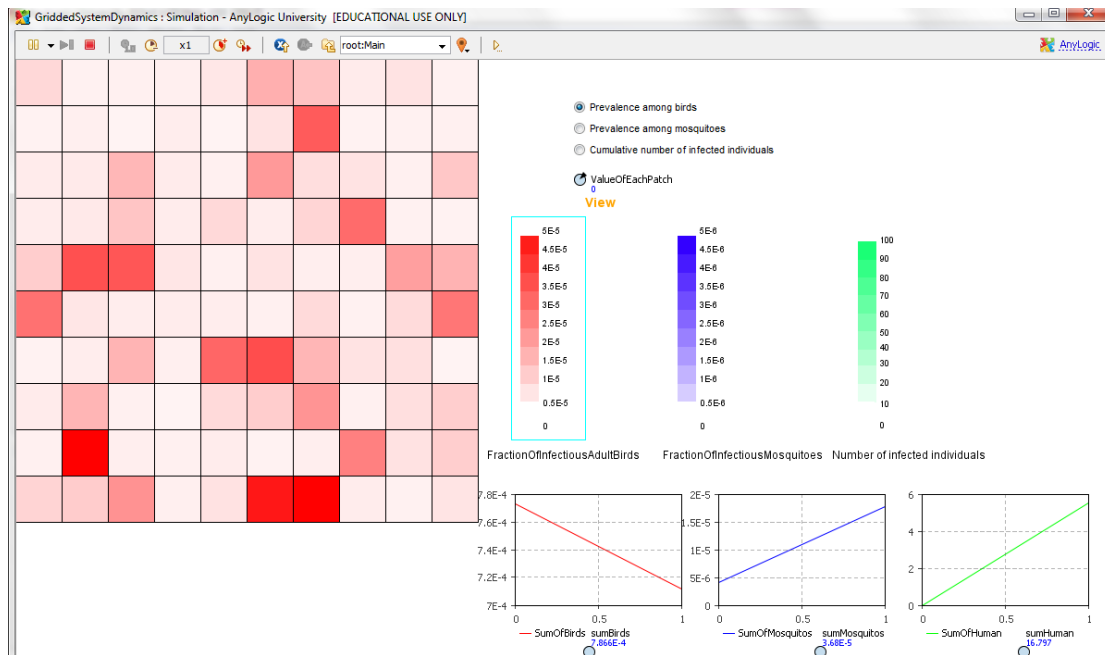 GriddedSystemDynamics : Simulation - AnyLogic University [EDUCATIONAL USE ONLY]
x1
root:Main
AnyLogic
Prevalence among birds
Prevalence among mosquitoes
Cumulative number of infected individuals
ValueOfEachPatch
0
View
5E-5
4.5E-5
4E-5
3.5E-5
3E-5
2.5E-5
2E-5
1.5E-5
1E-5
0.5E-5
0
FractionOfInfectiousAdultBirds
5E-6
4.5E-6
4E-6
3.5E-6
3E-6
2.5E-6
2E-6
1.5E-6
1E-6
0.5E-6
0
FractionOfInfectiousMosquitoes
100
90
80
70
60
50
40
30
20
10
0
Number of infected individuals
7.8E-4
7.6E-4
7.4E-4
7.2E-4
7E-4
0 0.5 1
SumOfBirds sumBirds
7.866E-4
2E-5
1.5E-5
1E-5
5E-6
0
0 0.5 1
SumOfMosquitos sumMosquitos
3.68E-5
6
4
2
0
0 0.5 1
SumOfHuman sumHuman
16.797